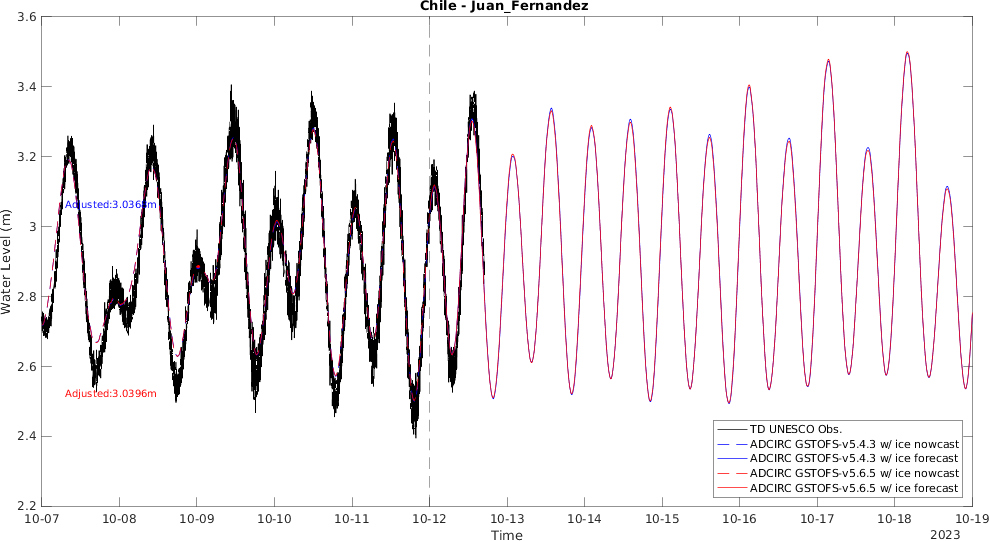 Chile - Juan_Fernandez
3.6
3.4
3.2
3
2.8
2.6
2.4
2.2
Water Level (m)
Adjusted:3.0368m
Adjusted:3.0396m
TD UNESCO Obs.
ADCIRC GSTOFS-v5.4.3 w/ ice nowcast
ADCIRC GSTOFS-v5.4.3 w/ ice forecast
ADCIRC GSTOFS-v5.6.5 w/ ice nowcast
ADCIRC GSTOFS-v5.6.5 w/ ice forecast
10-07 10-08 10-09 10-10 10-11 10-12 10-13 10-14 10-15 10-16 10-17 10-18 10-19
Time
2023